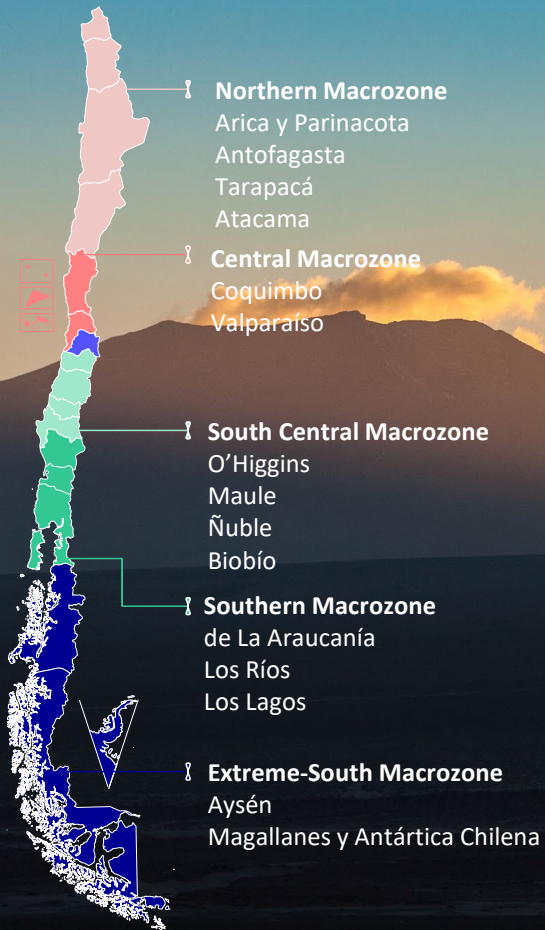 Northern Macrozone
Arica y Parinacota
Antofagasta
Tarapacá
Atacama
Central Macrozone
Coquimbo
Valparaíso
South Central Macrozone
O'Higgins
Maule
Ñuble
Biobío
Southern Macrozone
de La Araucanía
Los Ríos
Los Lagos
Extreme-South Macrozone
Aysén
Magallanes y Antártica Chilena